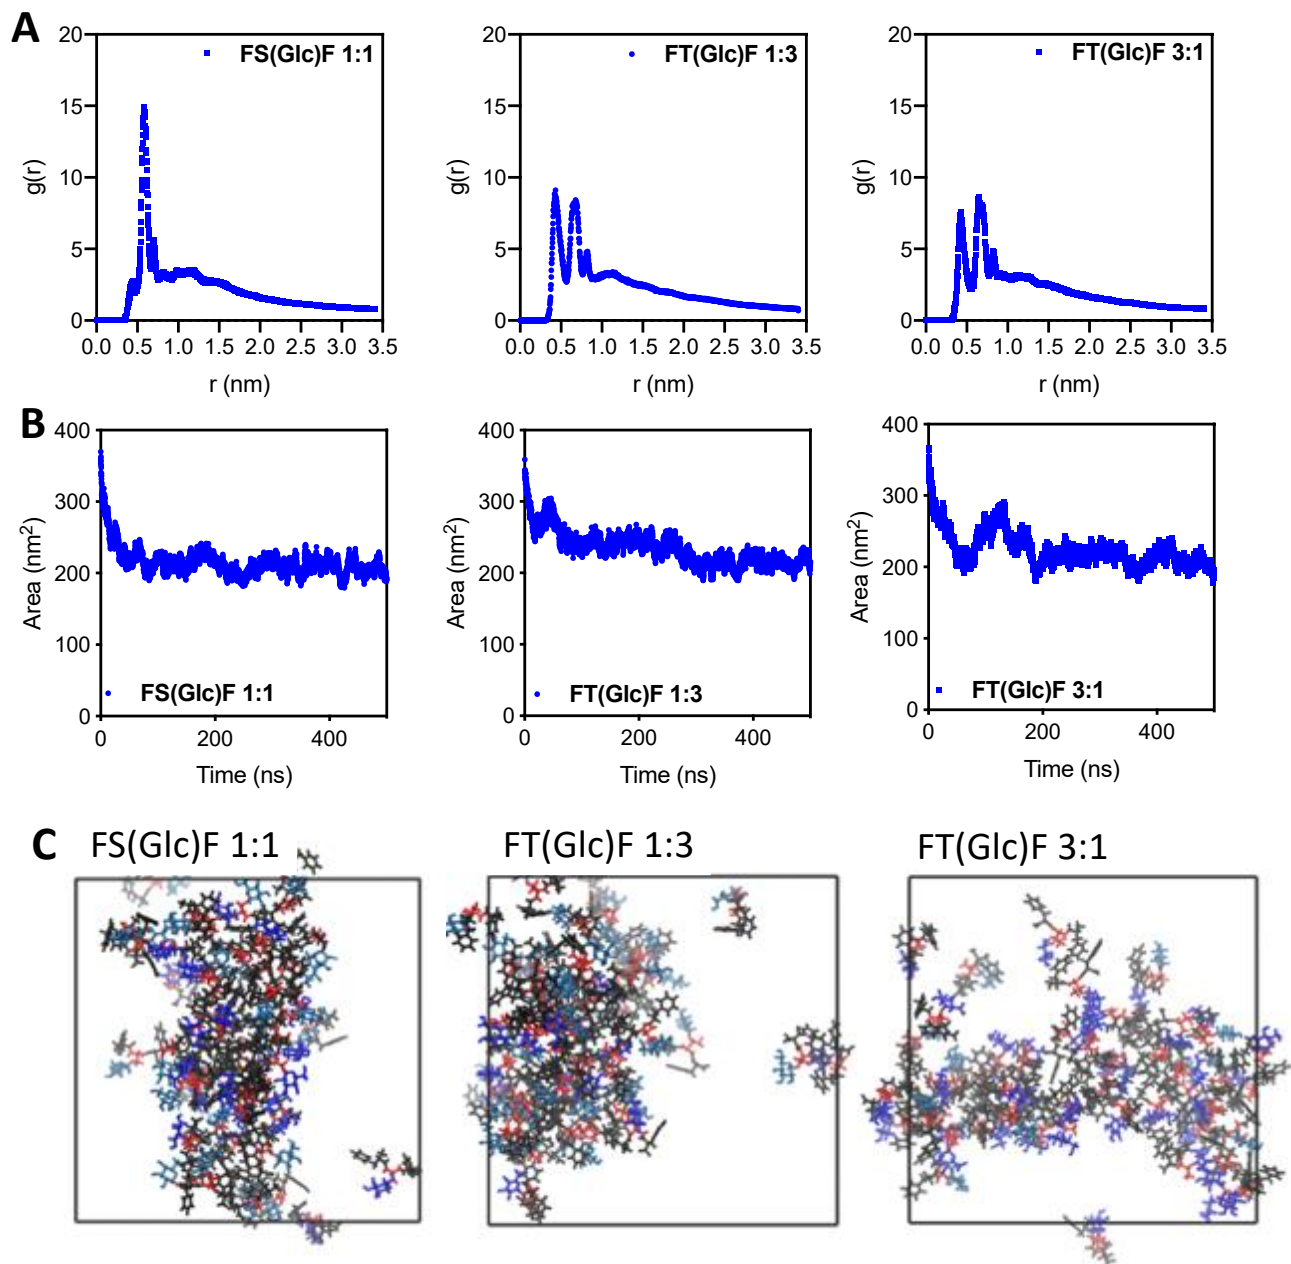 A
FS(Glc)F 1:1
20
15
10
5
0
g(r)
0.0 0.5 1.0 1.5 2.0 2.5 3.0 3.5
r (nm)
FT(Glc)F 1:3
20
15
10
5
0
g(r)
0.0 0.5 1.0 1.5 2.0 2.5 3.0 3.5
r (nm)
FT(Glc)F 3:1
20
15
10
5
0
g(r)
0.0 0.5 1.0 1.5 2.0 2.5 3.0 3.5
r (nm)
B
400
300
200
100
0
Area (nm²)
FS(Glc)F 1:1
0 200 400
Time (ns)
400
300
200
100
0
Area (nm²)
FT(Glc)F 1:3
0 200 400
Time (ns)
400
300
200
100
0
Area (nm²)
FT(Glc)F 3:1
0 200 400
Time (ns)
C
FS(Glc)F 1:1
FT(Glc)F 1:3
FT(Glc)F 3:1